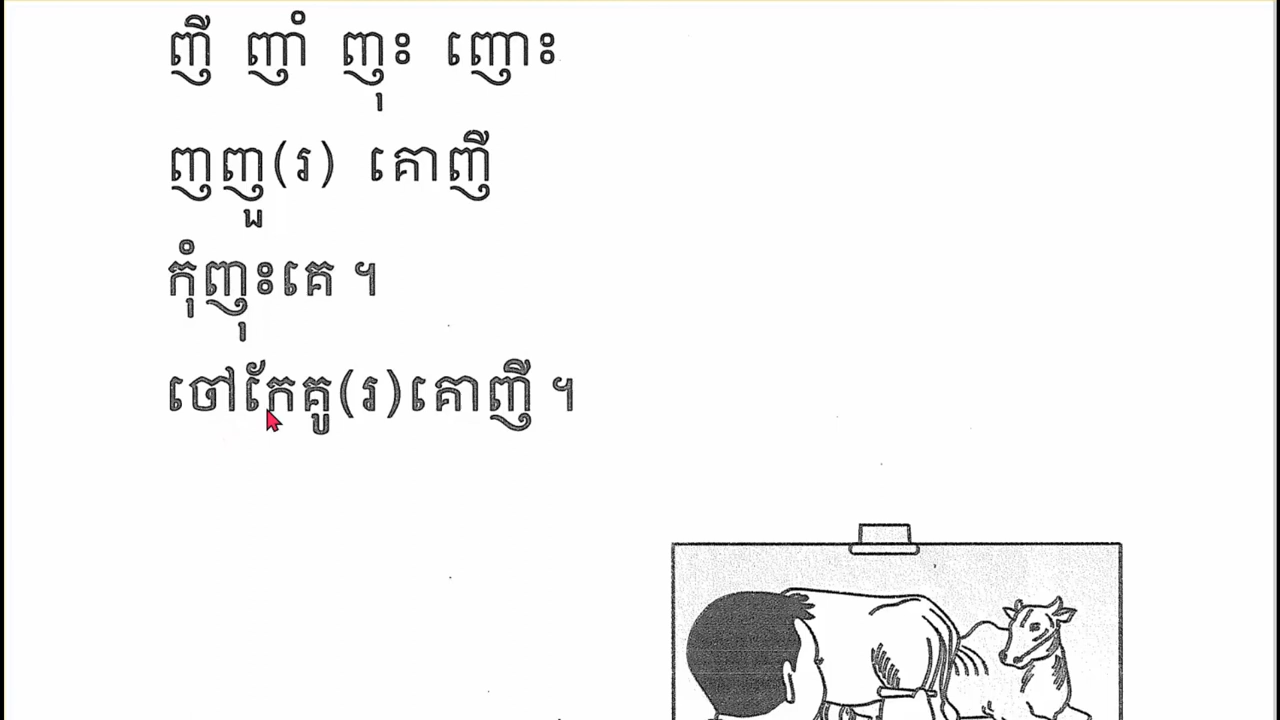 ញី ញាំ ញុះ ញោះ
ញញួ(រ) គោញី
កុំញុះគេ ។
ចៅកែគូ(រ)គោញី ។